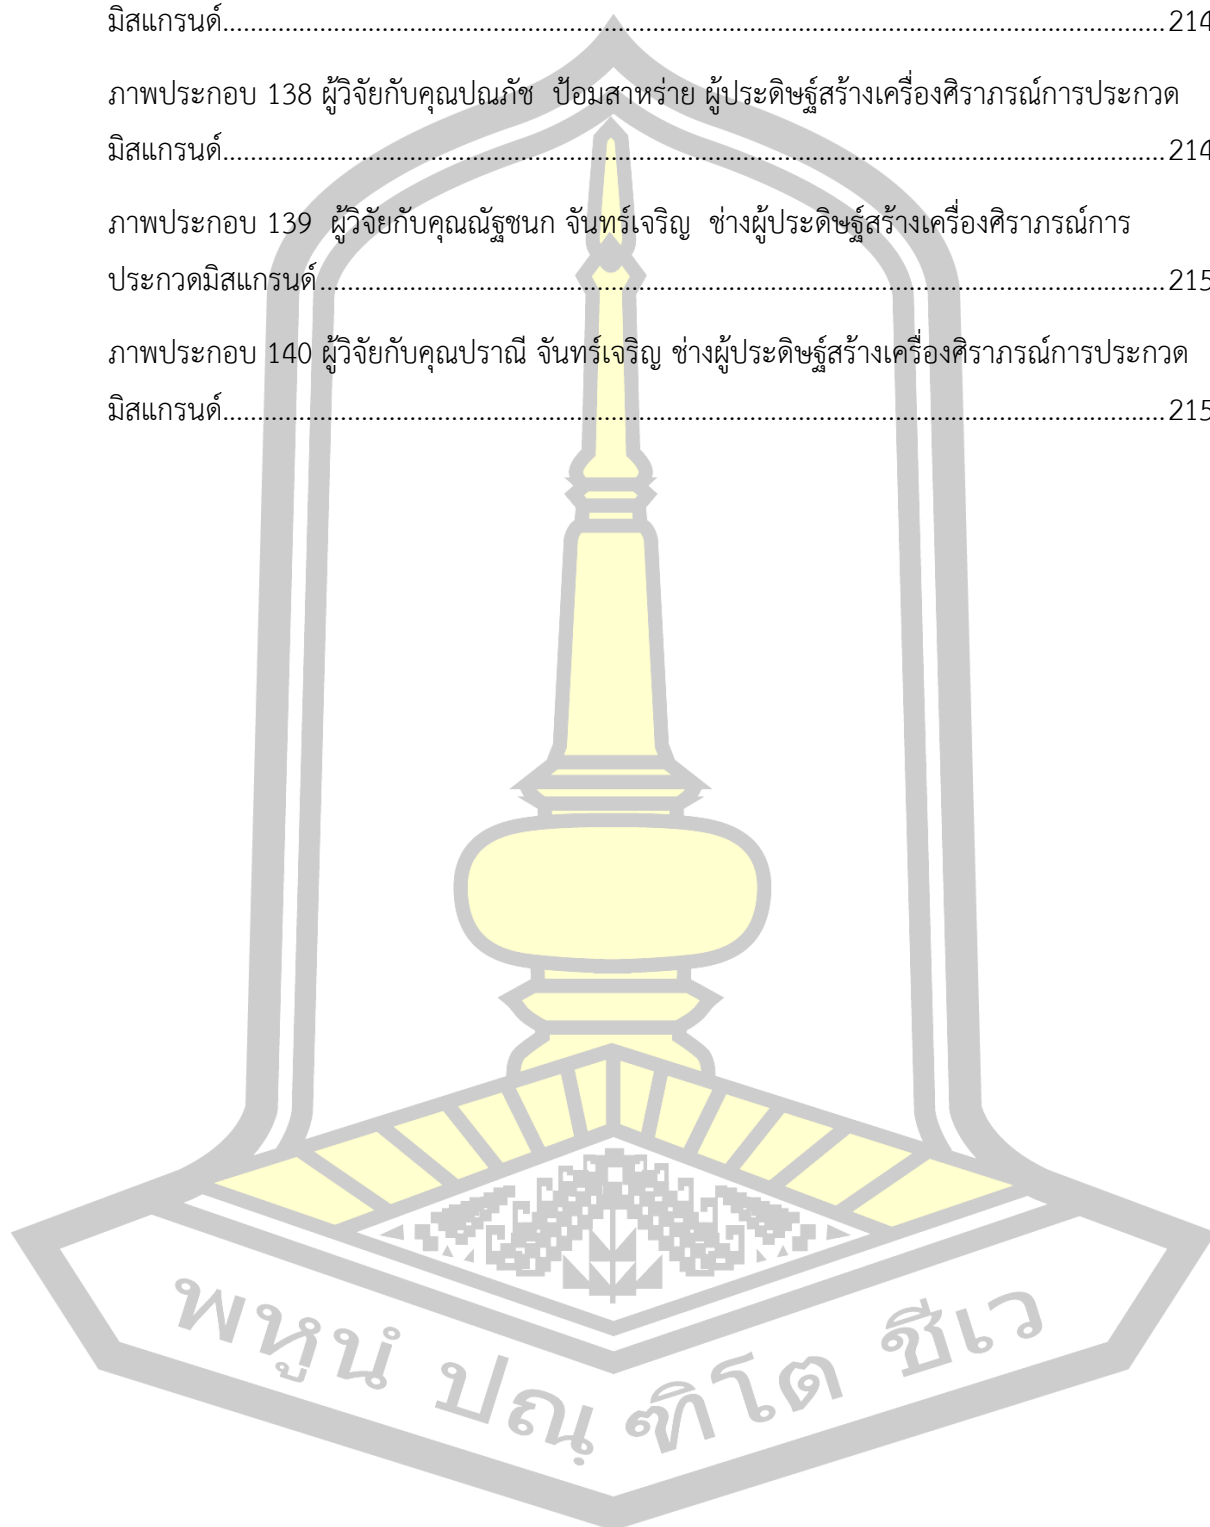 มิสแกรนด์.......................................................................................................................................214
ภาพประกอบ 138 ผู้วิจัยกับคุณปณภัช  ป้อมสาหร่าย ผู้ประดิษฐ์สร้างเครื่องศิราภรณ์การประกวด
มิสแกรนด์.......................................................................................................................................214
ภาพประกอบ 139  ผู้วิจัยกับคุณณัฐชนก จันทร์เจริญ  ช่างผู้ประดิษฐ์สร้างเครื่องศิราภรณ์การ
ประกวดมิสแกรนด์.........................................................................................................................215
ภาพประกอบ 140 ผู้วิจัยกับคุณปราณี จันทร์เจริญ ช่างผู้ประดิษฐ์สร้างเครื่องศิราภรณ์การประกวด
มิสแกรนด์.......................................................................................................................................215
พหูนํ ปณฺฑิโต ชีเว